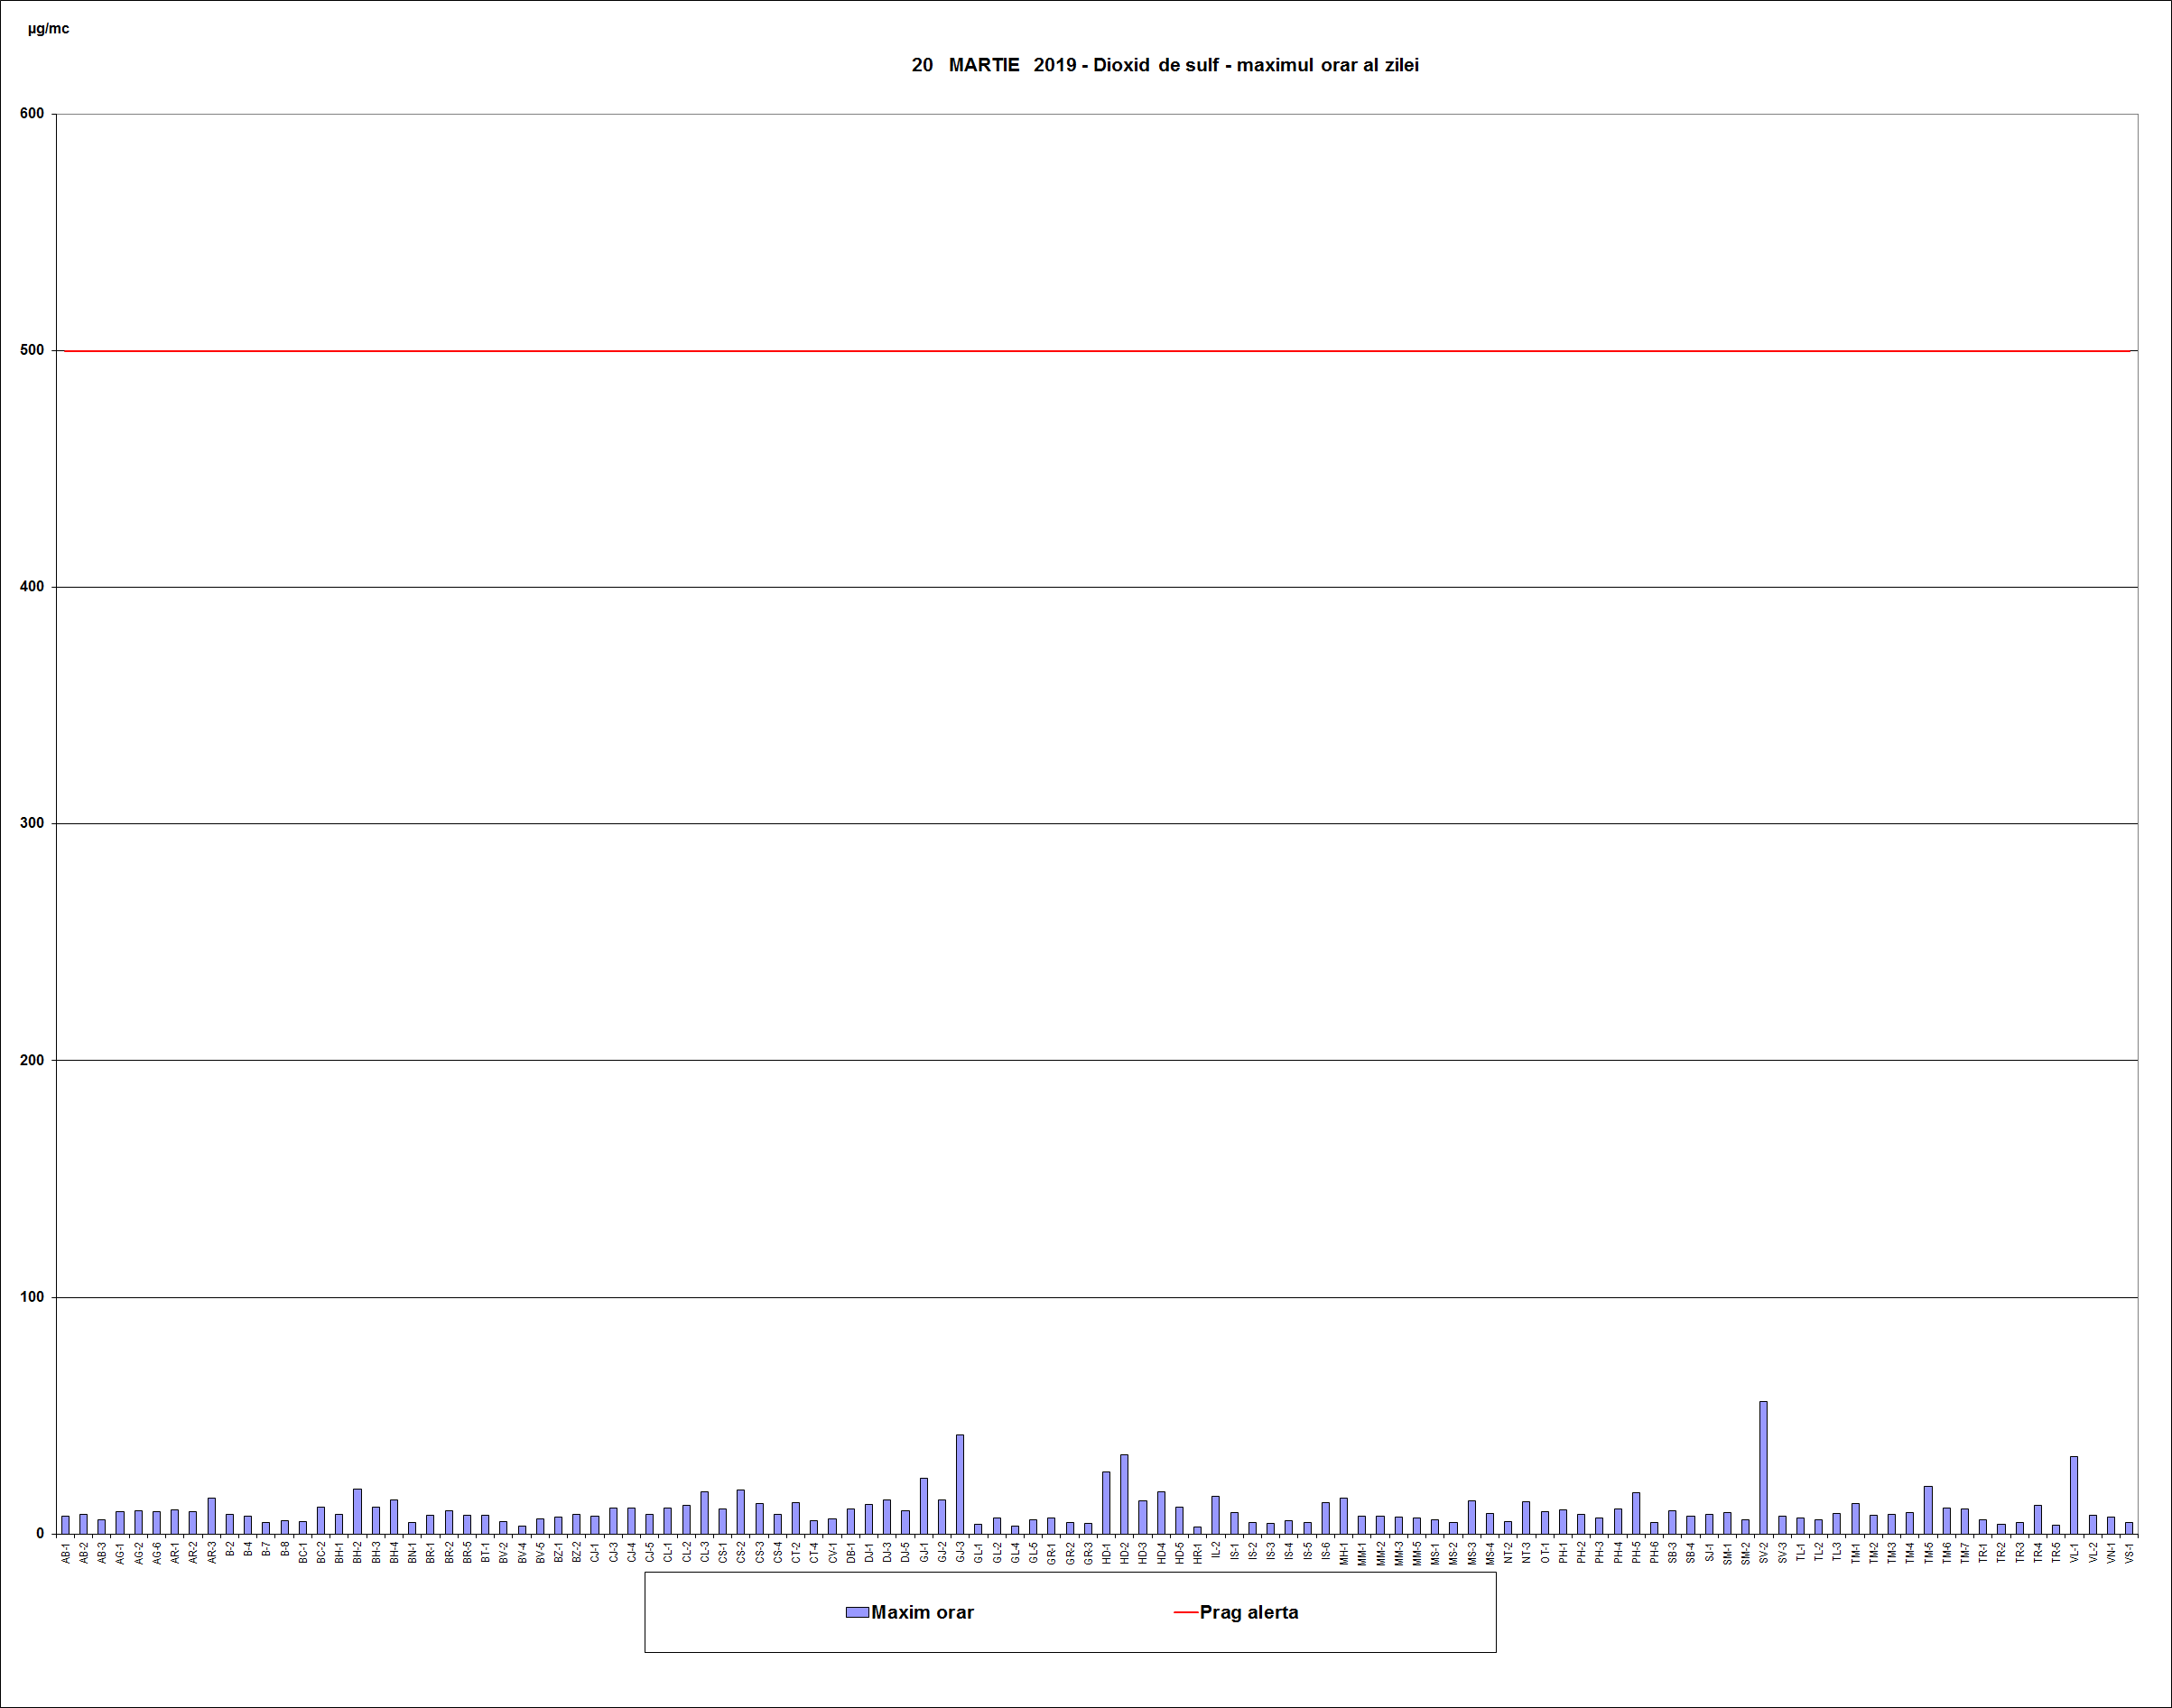 µg/mc
20 MARTIE 2019 - Dioxid de sulf - maximul orar al zilei
600
500
400
300
200
100
0
AB-1 AB-2 AB-3 AG-1 AG-2 AG-6 AR-1 AR-2 AR-3 B-2 B-4 B-7 B-8 BC-1 BC-2 BH-1 BH-2 BH-3 BH-4 BN-1 BR-1 BR-2 BR-5 BT-1 BV-2 BV-4 BV-5 BZ-1 BZ-2 CJ-1 CJ-3 CJ-4 CJ-5 CL-1 CL-2 CL-3 CS-1 CS-2 CS-3 CS-4 CT-2 CT-4 CV-1 DB-1 DJ-1 DJ-3 DJ-5 GJ-1 GJ-2 GJ-3 GL-1 GL-2 GL-4 GL-5 GR-1 GR-2 GR-3 HD-1 HD-2 HD-3 HD-4 HD-5 HR-1 IL-2 IS-1 IS-2 IS-3 IS-4 IS-5 IS-6 MH-1 MM-1 MM-2 MM-3 MM-5 MS-1 MS-2 MS-3 MS-4 NT-2 NT-3 OT-1 PH-1 PH-2 PH-3 PH-4 PH-5 PH-6 SB-3 SB-4 SJ-1 SM-1 SM-2 SV-2 SV-3 TL-1 TL-2 TL-3 TM-1 TM-2 TM-3 TM-4 TM-5 TM-6 TM-7 TR-1 TR-2 TR-3 TR-4 TR-5 VL-1 VL-2 VN-1 VS-1
Maxim orar Prag alerta